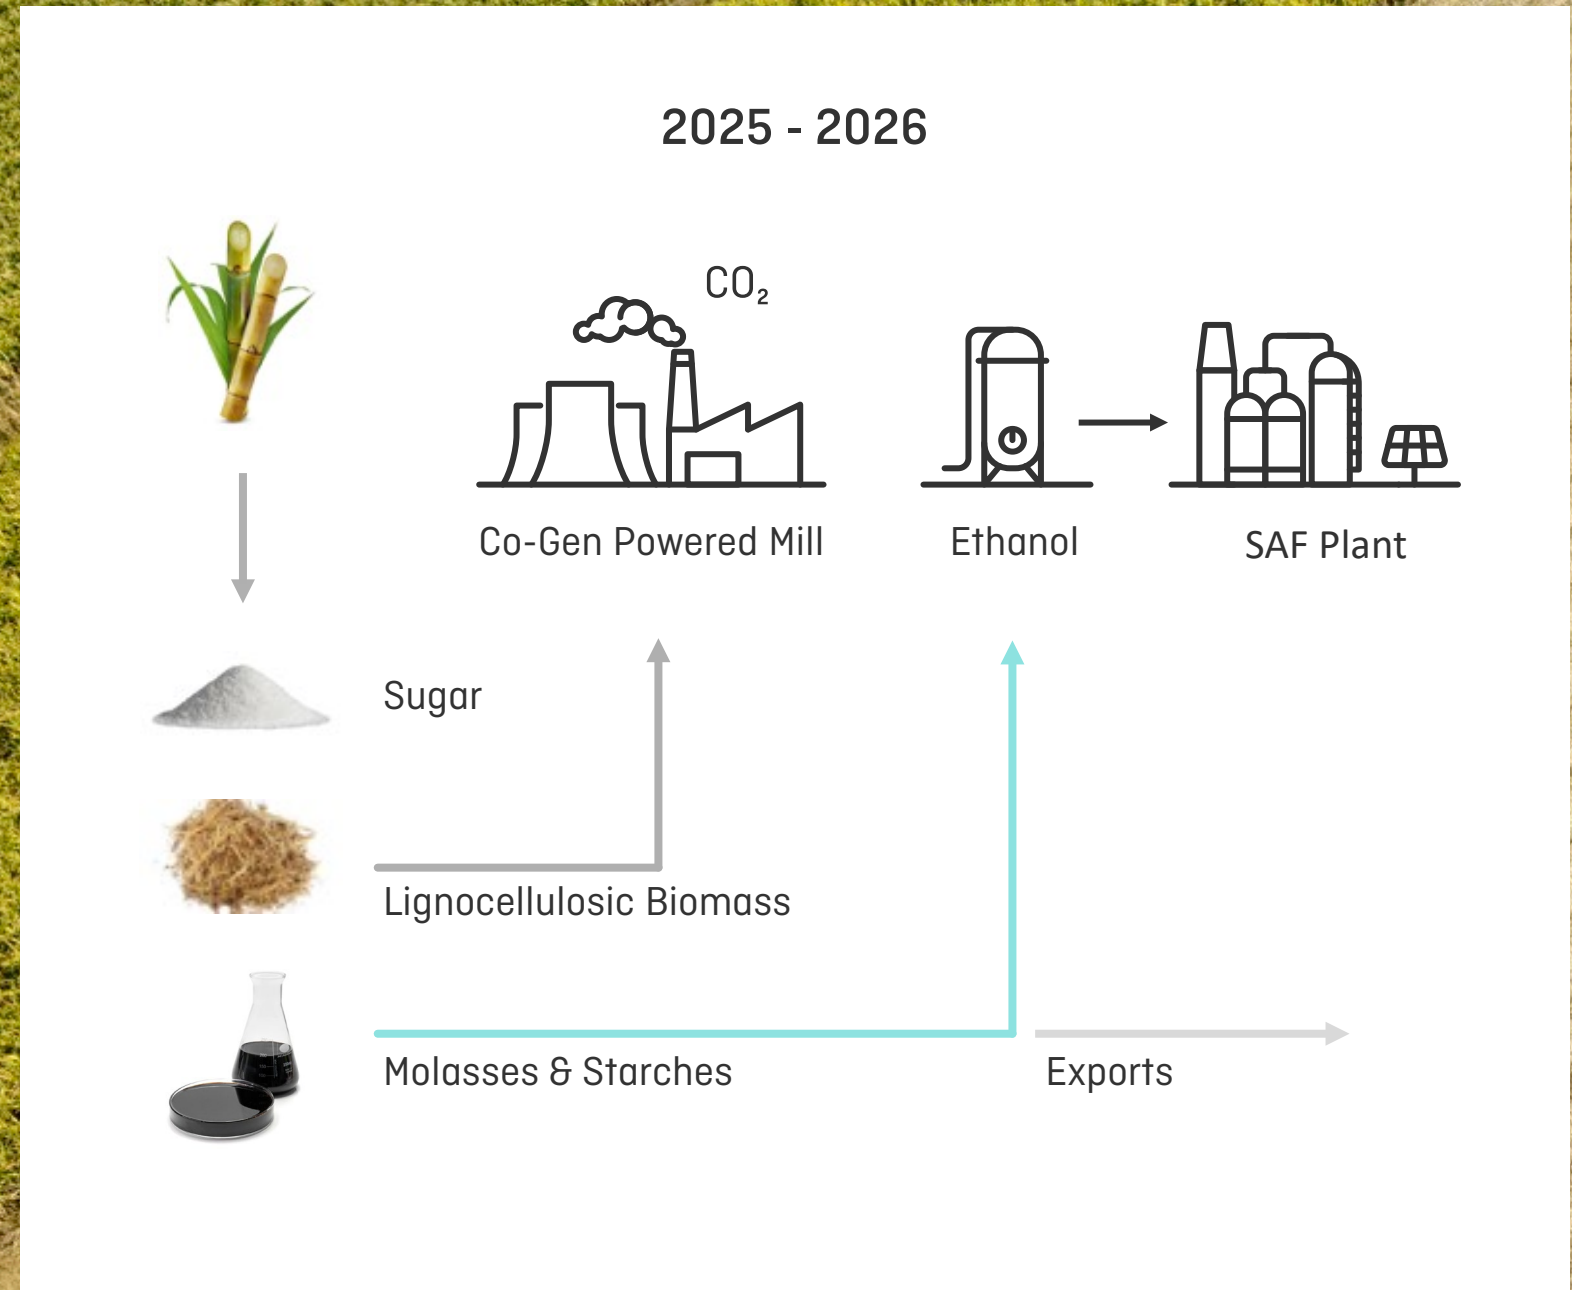 2025 - 2026
CO₂
Co-Gen Powered Mill
Ethanol
SAF Plant
Sugar
Lignocellulosic Biomass
Molasses & Starches
Exports